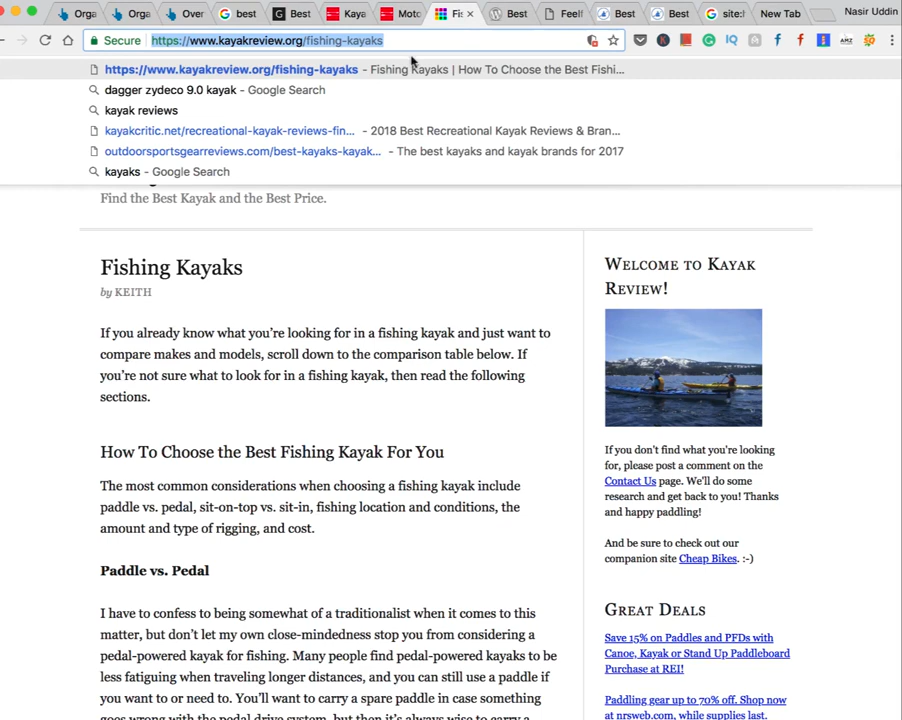 Orga
Orga
Over
best
Best
Kaya
Moto
Fis
Best
Feelf
Best
Best
site:h
New Tab
Nasir Uddin
Secure https://www.kayakreview.org/fishing-kayaks
https://www.kayakreview.org/fishing-kayaks - Fishing Kayaks | How To Choose the Best Fishi...
dagger zydeco 9.0 kayak - Google Search
kayak reviews
kayakcritic.net/recreational-kayak-reviews-fin... - 2018 Best Recreational Kayak Reviews & Bran...
outdoorsportsgearreviews.com/best-kayaks-kayak... - The best kayaks and kayak brands for 2017
kayaks - Google Search
Find the Best Kayak and the Best Price.
Fishing Kayaks
by KEITH
If you already know what you're looking for in a fishing kayak and just want to
compare makes and models, scroll down to the comparison table below. If
you're not sure what to look for in a fishing kayak, then read the following
sections.
How To Choose the Best Fishing Kayak For You
The most common considerations when choosing a fishing kayak include
paddle vs. pedal, sit-on-top vs. sit-in, fishing location and conditions, the
amount and type of rigging, and cost.
Paddle vs. Pedal
I have to confess to being somewhat of a traditionalist when it comes to this
matter, but don't let my own close-mindedness stop you from considering a
pedal-powered kayak for fishing. Many people find pedal-powered kayaks to be
less fatiguing when traveling longer distances, and you can still use a paddle if
you want to or need to. You'll want to carry a spare paddle in case something
goes wrong with the pedal drive system, but then it's always wise to carry a
Welcome to Kayak
Review!
If you don't find what you're looking
for, please post a comment on the
Contact Us page. We'll do some
research and get back to you! Thanks
and happy paddling!
And be sure to check out our
companion site Cheap Bikes. :-)
Great Deals
Save 15% on Paddles and PFDs with
Canoe, Kayak or Stand Up Paddleboard
Purchase at REI!
Paddling gear up to 70% off. Shop now
at nrsweb.com, while supplies last.